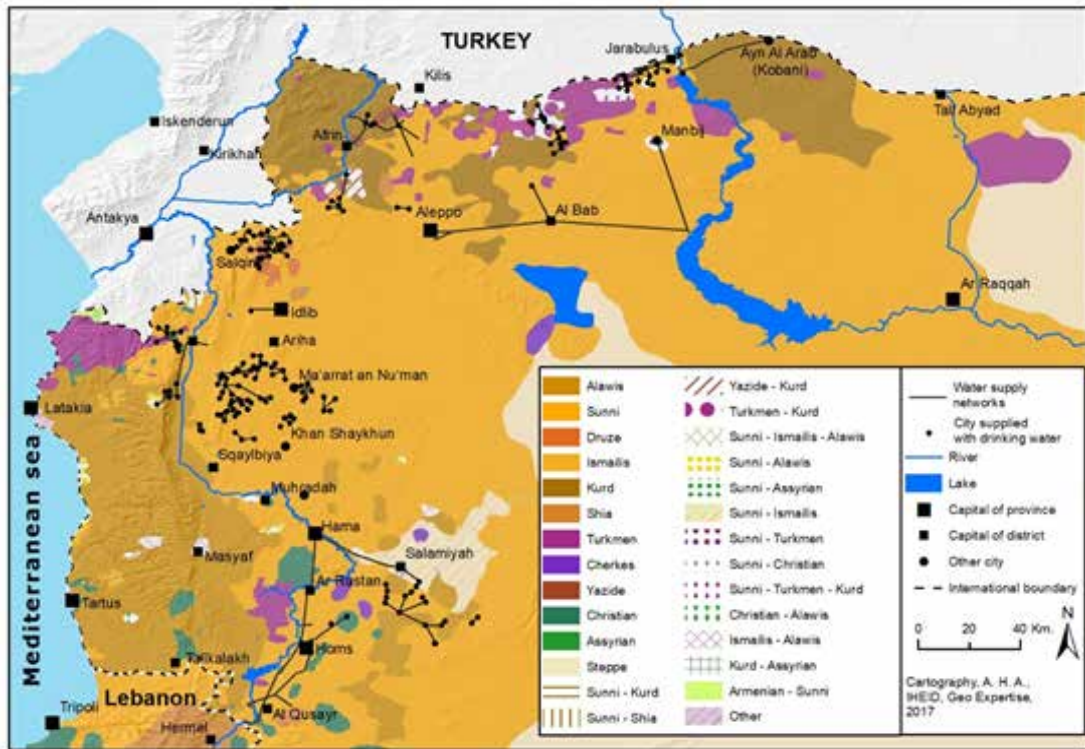 TURKEY
Jarabulus
Ayn Al Arab
(Kobani)
Kilis
Tall Abyad
Iskenderun
Kirikhan
Afrin
Manbij
Antakya
Aleppo
Al Bab
Salqin
Idlib
Ar Raqqah
Ariha
Ma'arrat an Nu'man
Latakia
Khan Shaykhun
Sqaylbiya
Muhradah
Hama
Masyaf
Salamiyah
Ar Rastan
Tartus
Homs
Tallkalakh
Lebanon
Tripoli
Al Qusayr
Hermel
Mediterranean sea
Alawis
Sunni
Druze
Ismailis
Kurd
Shia
Turkmen
Cherkes
Yazide
Christian
Assyrian
Steppe
Sunni - Kurd
Sunni - Shia
Yazide - Kurd
Turkmen - Kurd
Sunni - Ismailis - Alawis
Sunni - Alawis
Sunni - Assyrian
Sunni - Ismailis
Sunni - Turkmen
Sunni - Christian
Sunni - Turkmen - Kurd
Christian - Alawis
Ismailis - Alawis
Kurd - Assyrian
Armenian - Sunni
Other
Water supply
networks
City supplied
with drinking water
River
Lake
Capital of province
Capital of district
Other city
International boundary
N
0 20 40 Km.
Cartography, A. H. A.,
IHEID, Geo Expertise,
2017